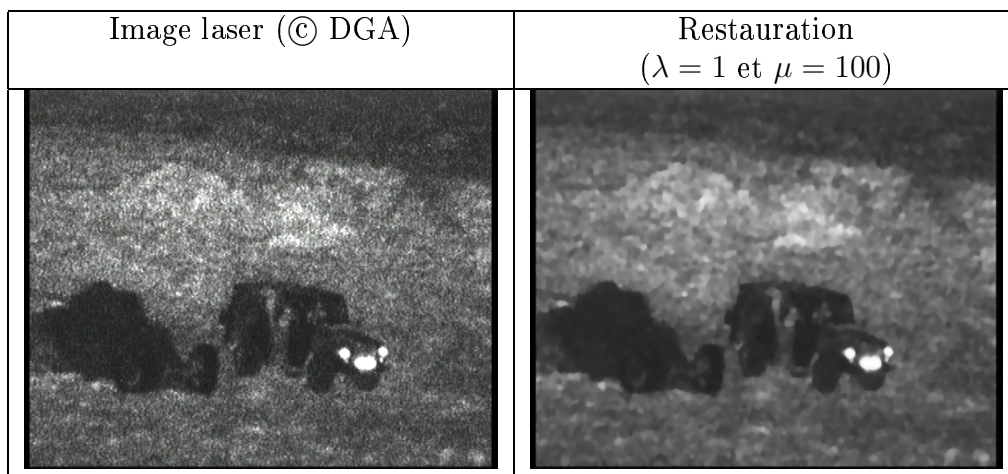 Image laser (© DGA)
Restauration
(λ = 1 et μ = 100)